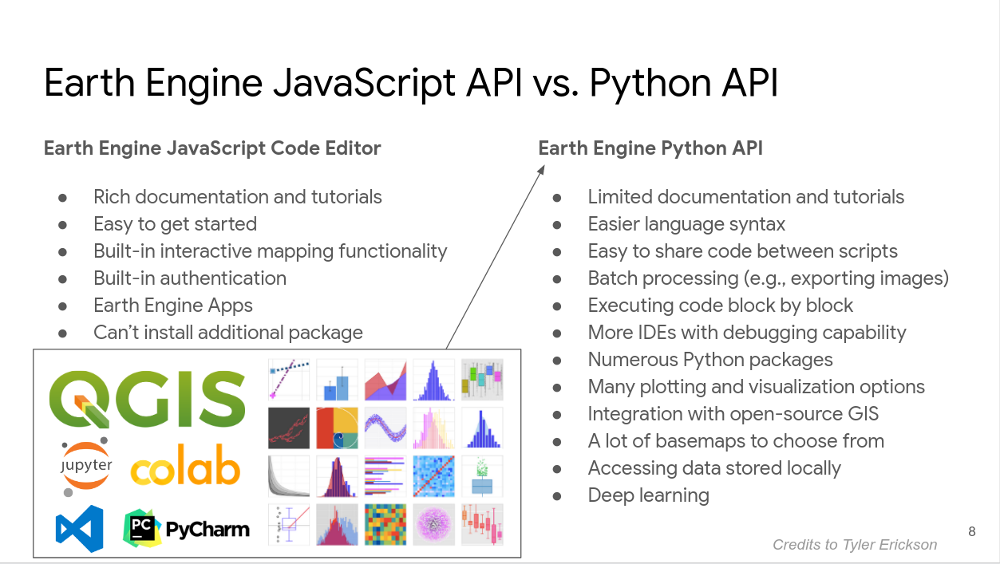 Earth Engine JavaScript API vs. Python API
Earth Engine JavaScript Code Editor
● Rich documentation and tutorials
● Easy to get started
● Built-in interactive mapping functionality
● Built-in authentication
● Earth Engine Apps
● Can’t install additional package
QGIS
jupyter
colab
PC
PyCharm
Earth Engine Python API
● Limited documentation and tutorials
● Easier language syntax
● Easy to share code between scripts
● Batch processing (e.g., exporting images)
● Executing code block by block
● More IDEs with debugging capability
● Numerous Python packages
● Many plotting and visualization options
● Integration with open-source GIS
● A lot of basemaps to choose from
● Accessing data stored locally
● Deep learning
8
Credits to Tyler Erickson